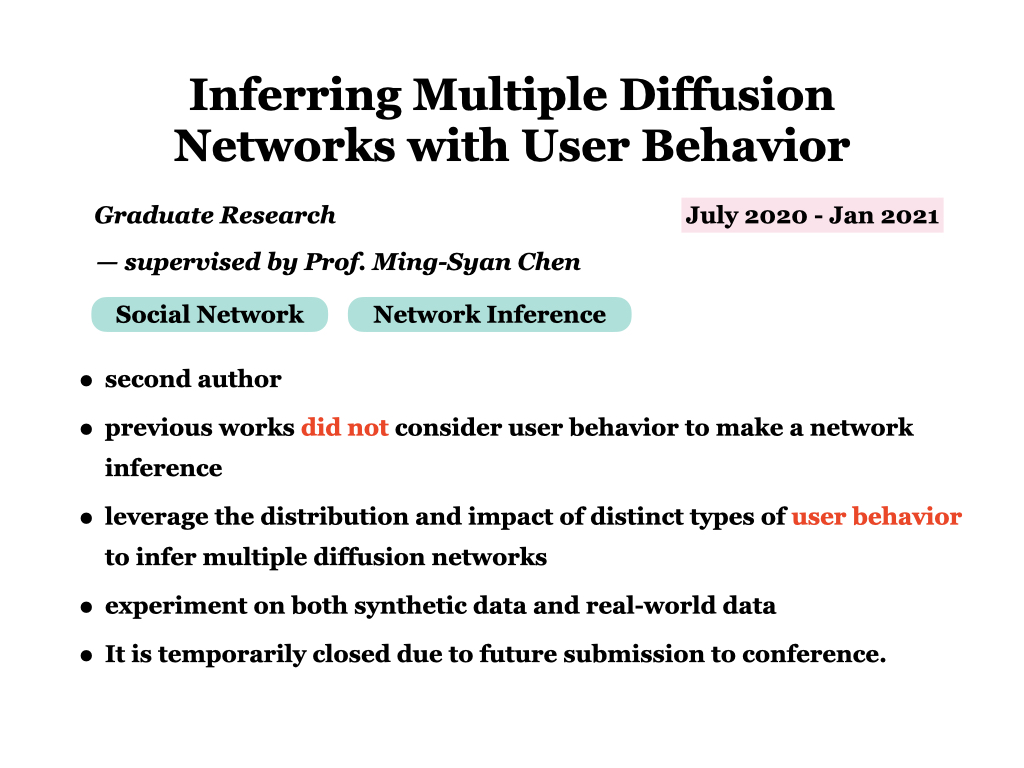 Inferring Multiple Diffusion
Networks with User Behavior
Graduate Research
July 2020 - Jan 2021
— supervised by Prof. Ming-Syan Chen
Social Network
Network Inference
• second author
• previous works did not consider user behavior to make a network
inference
• leverage the distribution and impact of distinct types of user behavior
to infer multiple diffusion networks
• experiment on both synthetic data and real-world data
• It is temporarily closed due to future submission to conference.